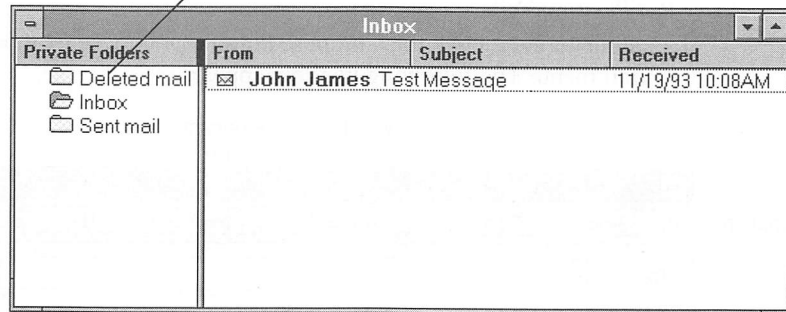 Inbox
Private Folders From Subject Received
Deleted mail John James Test Message 11/19/93 10:08AM
Inbox
Sent mail